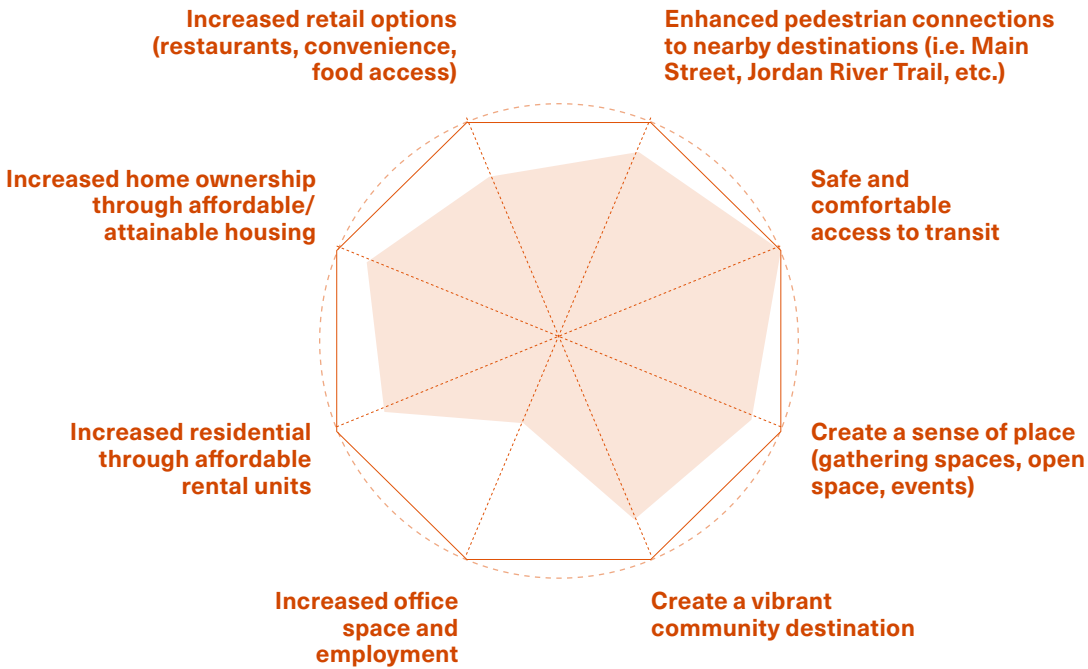 Increased retail options
(restaurants, convenience,
food access)
Enhanced pedestrian connections
to nearby destinations (i.e. Main
Street, Jordan River Trail, etc.)
Increased home ownership
through affordable/
attainable housing
Safe and
comfortable
access to transit
Increased residential
through affordable
rental units
Create a sense of place
(gathering spaces, open
space, events)
Increased office
space and
employment
Create a vibrant
community destination